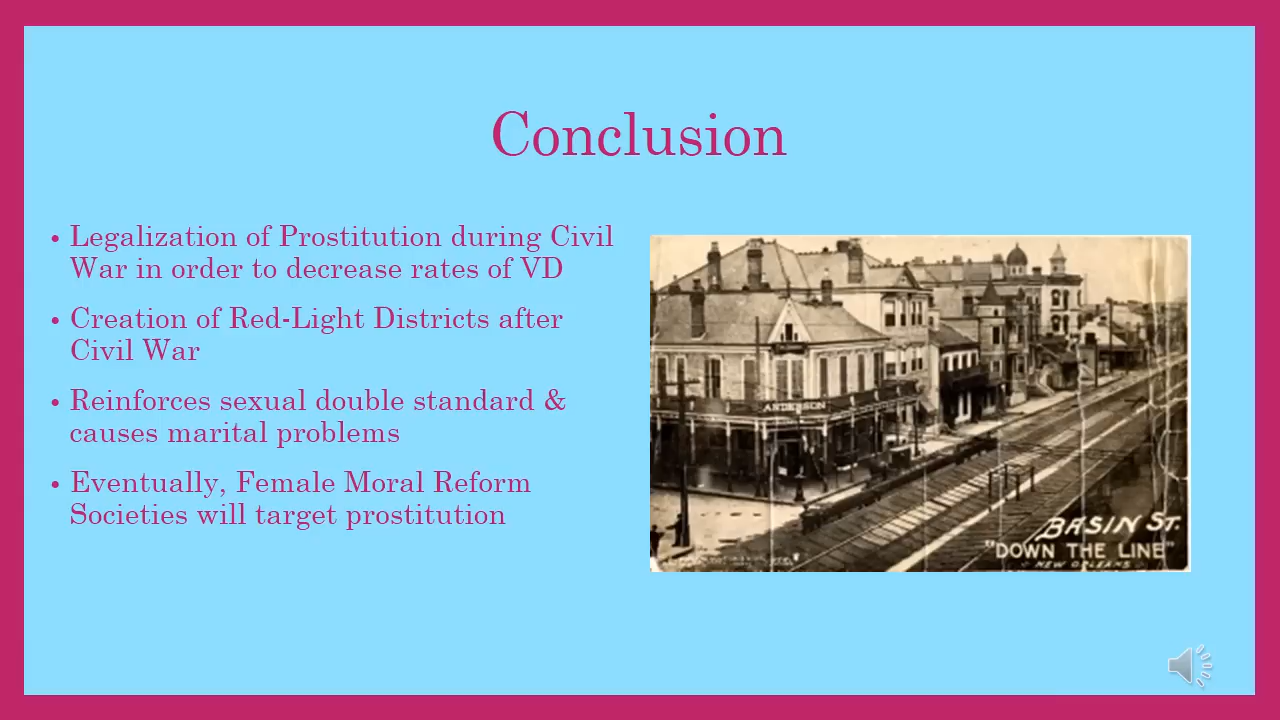 Conclusion
• Legalization of Prostitution during Civil
War in order to decrease rates of VD
• Creation of Red-Light Districts after
Civil War
• Reinforces sexual double standard &
causes marital problems
• Eventually, Female Moral Reform
Societies will target prostitution
ANDERSON
BASIN ST.
"DOWN THE LINE"
NEW ORLEANS